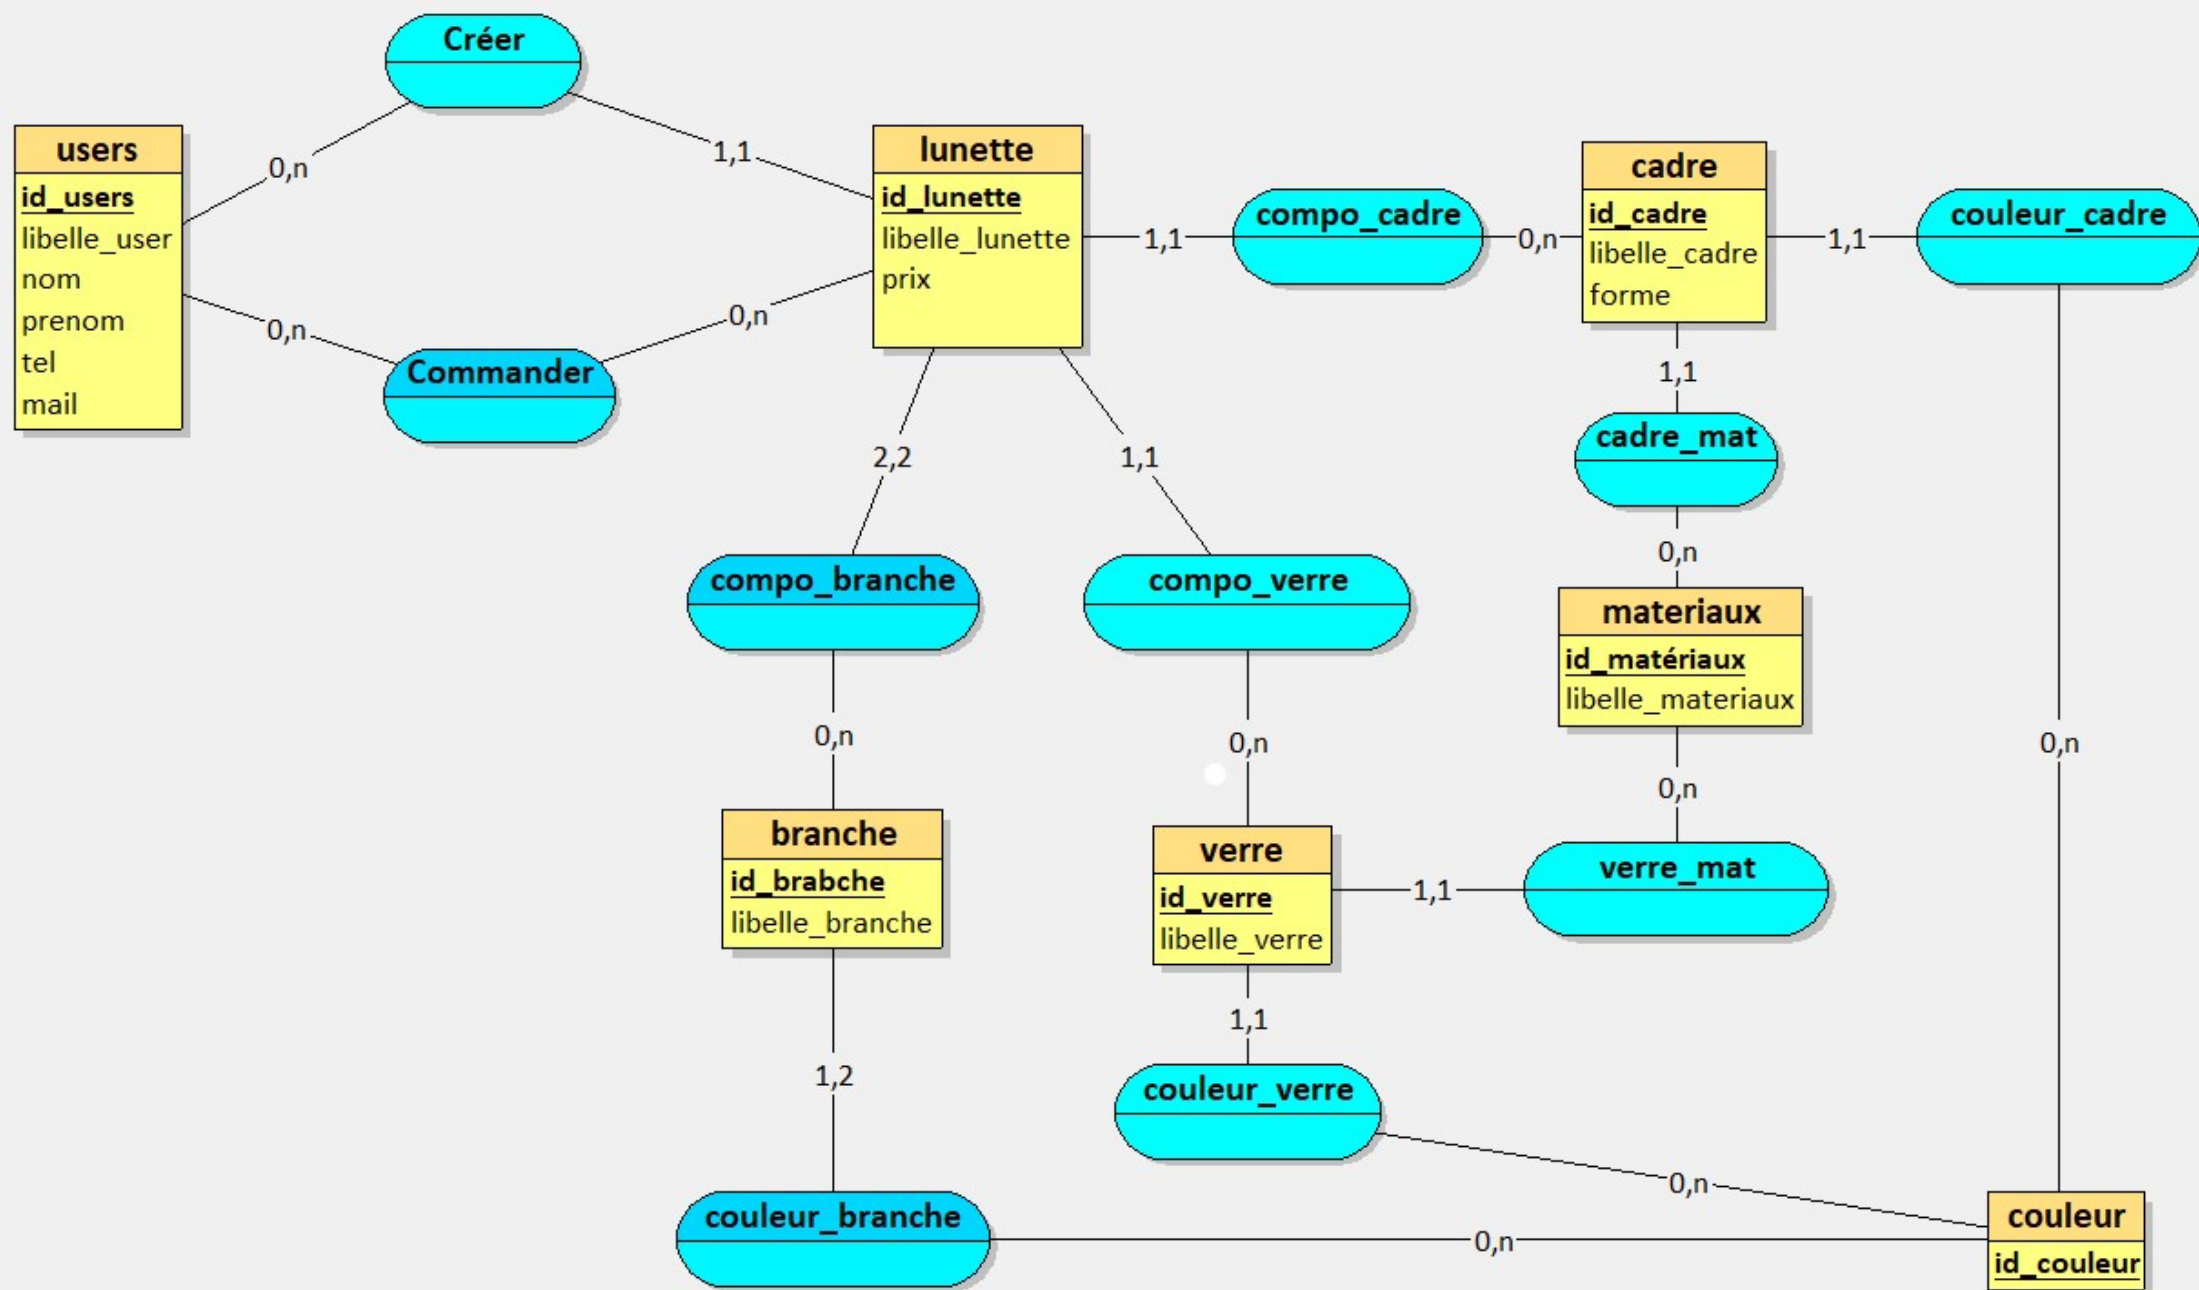 Créer
0,n
1,1
users
id_users
libelle_user
nom
prenom
tel
mail
0,n
Commander
0,n
lunette
id_lunette
libelle_lunette
prix
1,1
compo_cadre
0,n
cadre
id_cadre
libelle_cadre
forme
1,1
couleur_cadre
1,1
cadre_mat
0,n
2,2
1,1
compo_branche
compo_verre
materiaux
id_matériaux
libelle_materiaux
0,n
0,n
0,n
0,n
branche
id_brabche
libelle_branche
verre
id_verre
libelle_verre
1,1
verre_mat
1,2
1,1
couleur_verre
0,n
couleur_branche
0,n
couleur
id_couleur